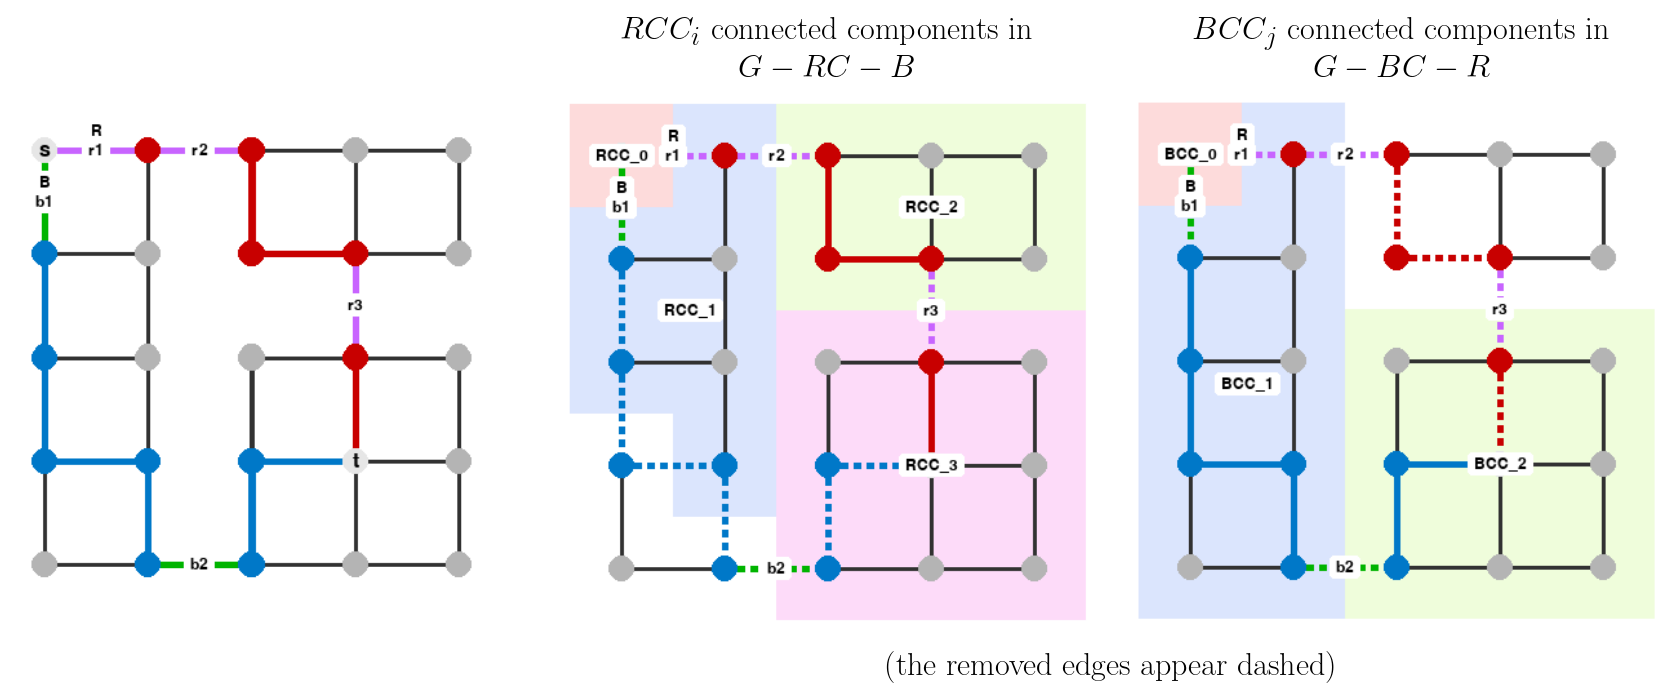 RCC_i connected components in
G − RC − B
BCC_j connected components in
G − BC − R
R
s r1 r2
B
b1
r3
t
b2
R
RCC_0 r1 r2
B
b1 RCC_2
RCC_1 r3
RCC_3
b2
R
BCC_0 r1 r2
B
b1
r3
BCC_1
BCC_2
b2
(the removed edges appear dashed)